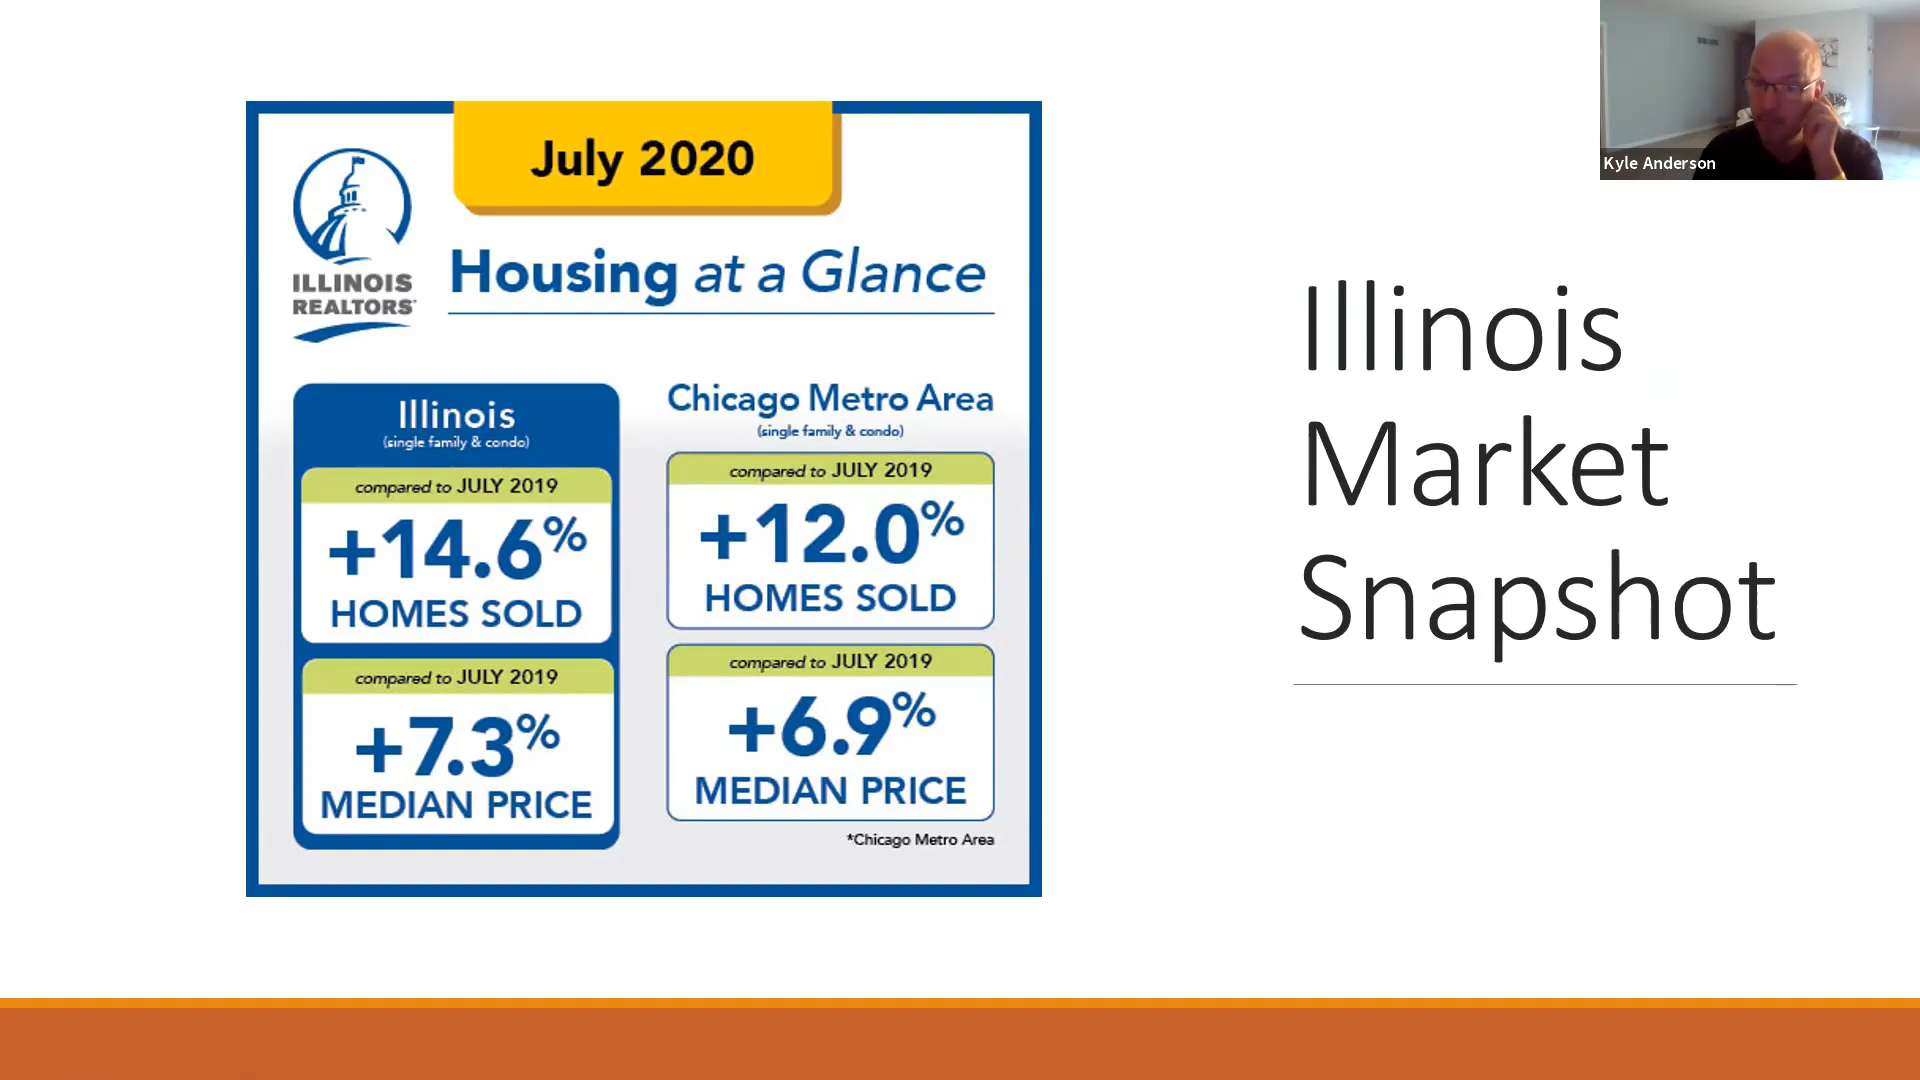 Kyle Anderson
July 2020
ILLINOIS
REALTORS®
Housing at a Glance
Illinois
(single family & condo)
compared to JULY 2019
+14.6%
HOMES SOLD
compared to JULY 2019
+7.3%
MEDIAN PRICE
Chicago Metro Area
(single family & condo)
compared to JULY 2019
+12.0%
HOMES SOLD
compared to JULY 2019
+6.9%
MEDIAN PRICE
*Chicago Metro Area
Illinois
Market
Snapshot